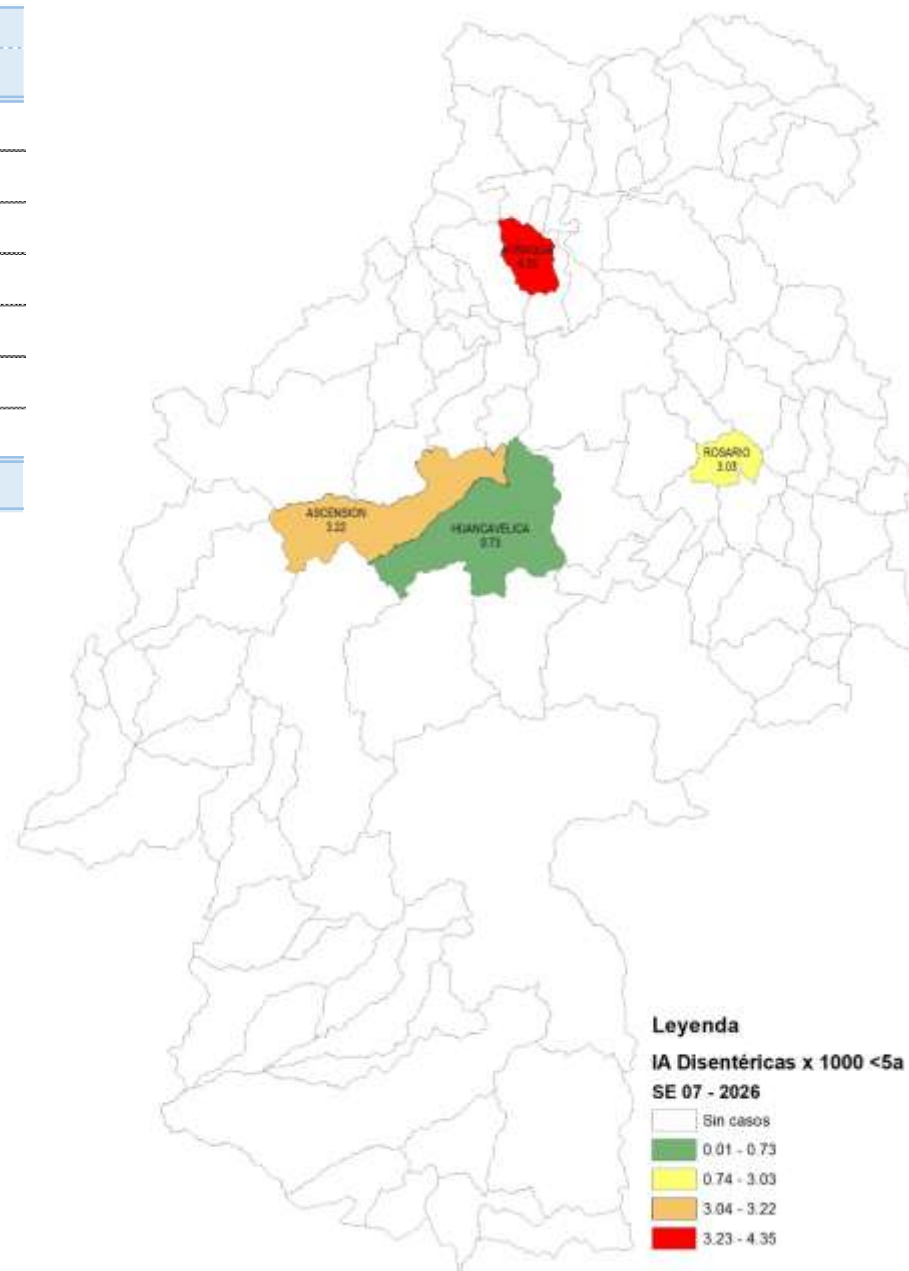 ROSARIO
3.03
ASCENSION
3.22
HUANCAVELICA
0.73
Leyenda
IA Disentéricas x 1000 <5a
SE 07 - 2026
Sin casos
0.01 - 0.73
0.74 - 3.03
3.04 - 3.22
3.23 - 4.35